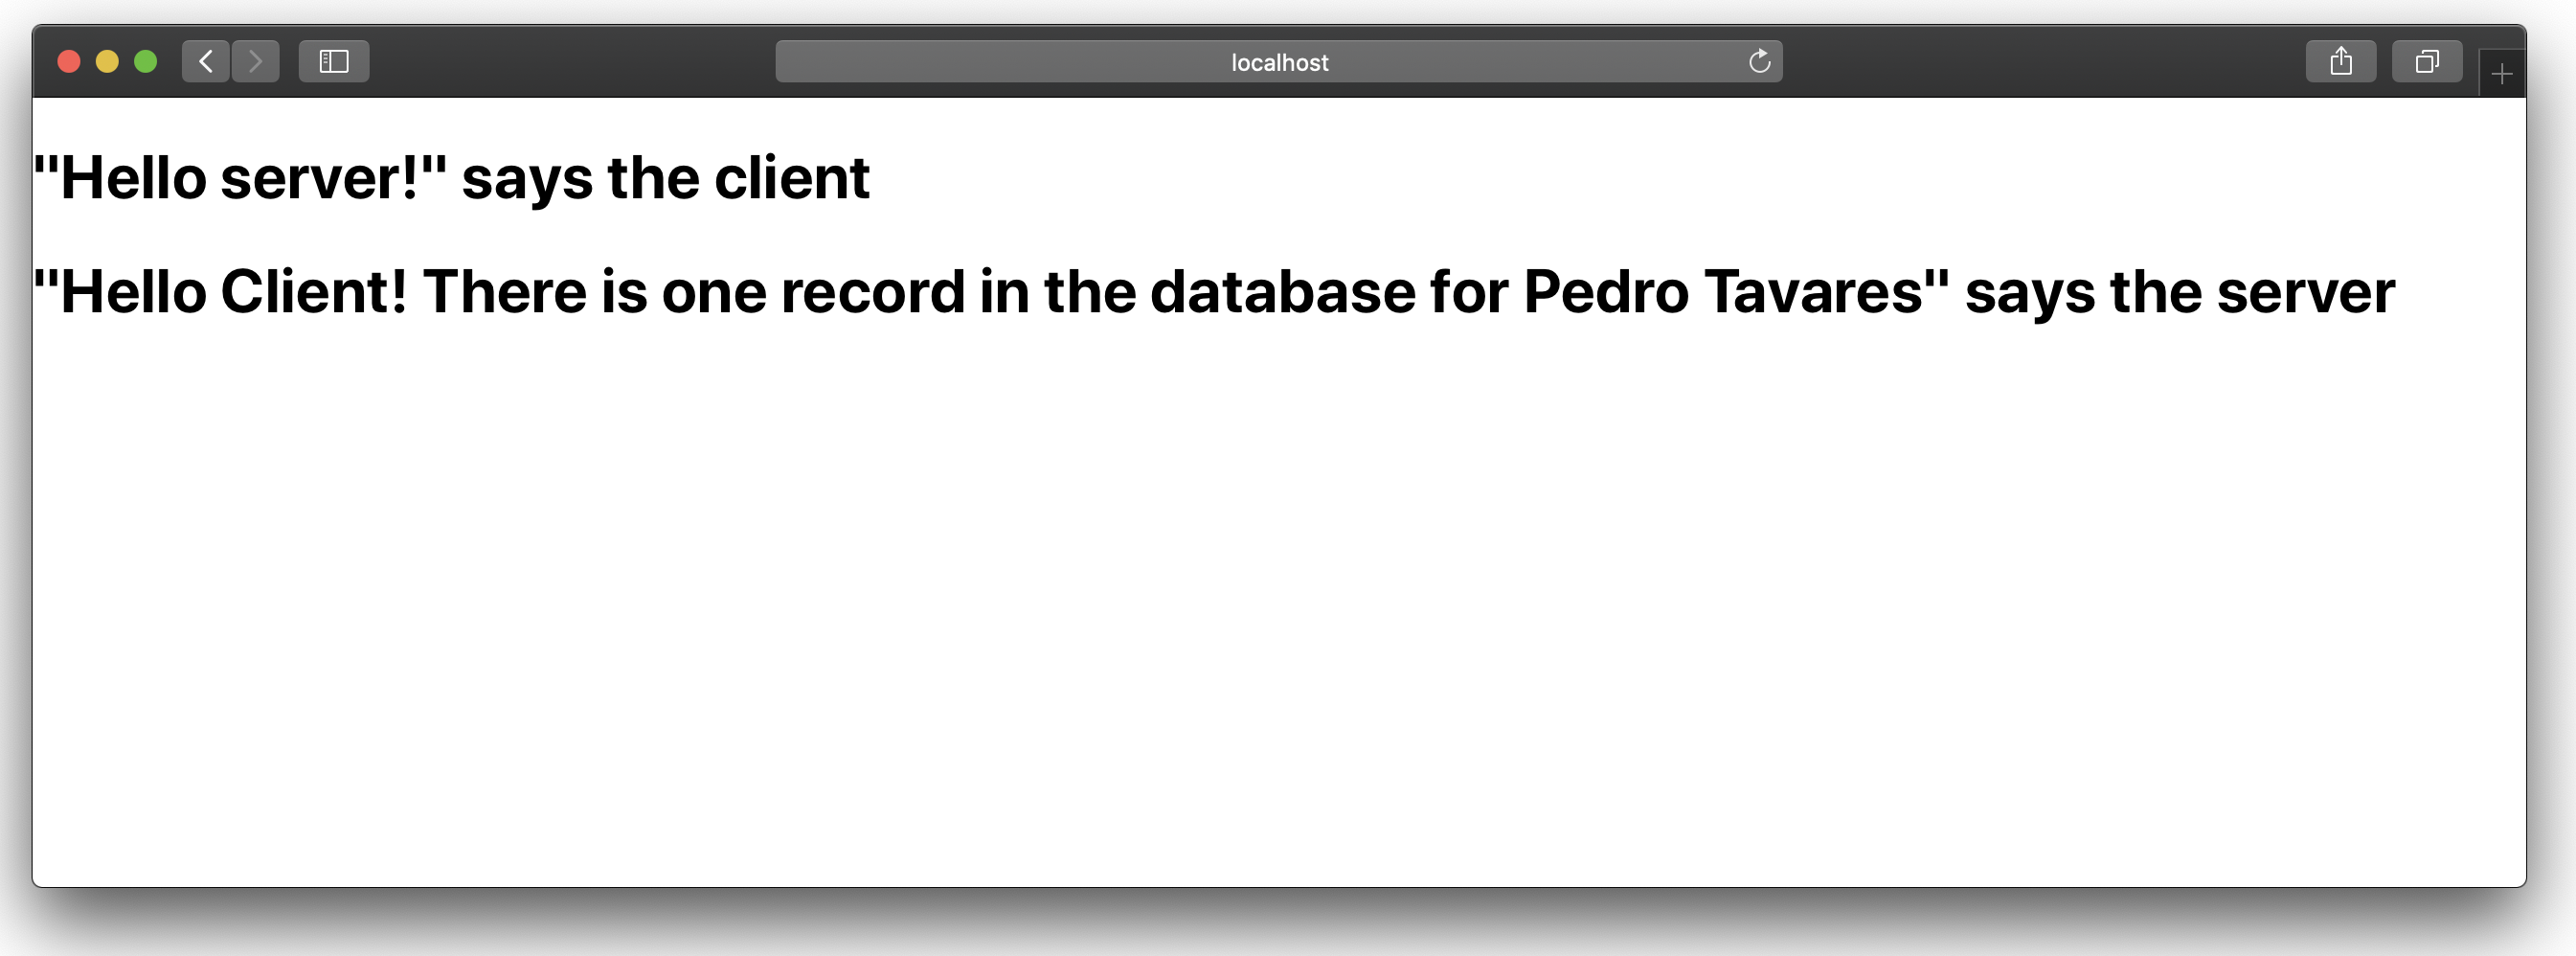 localhost
"Hello server!" says the client
"Hello Client! There is one record in the database for Pedro Tavares" says the server